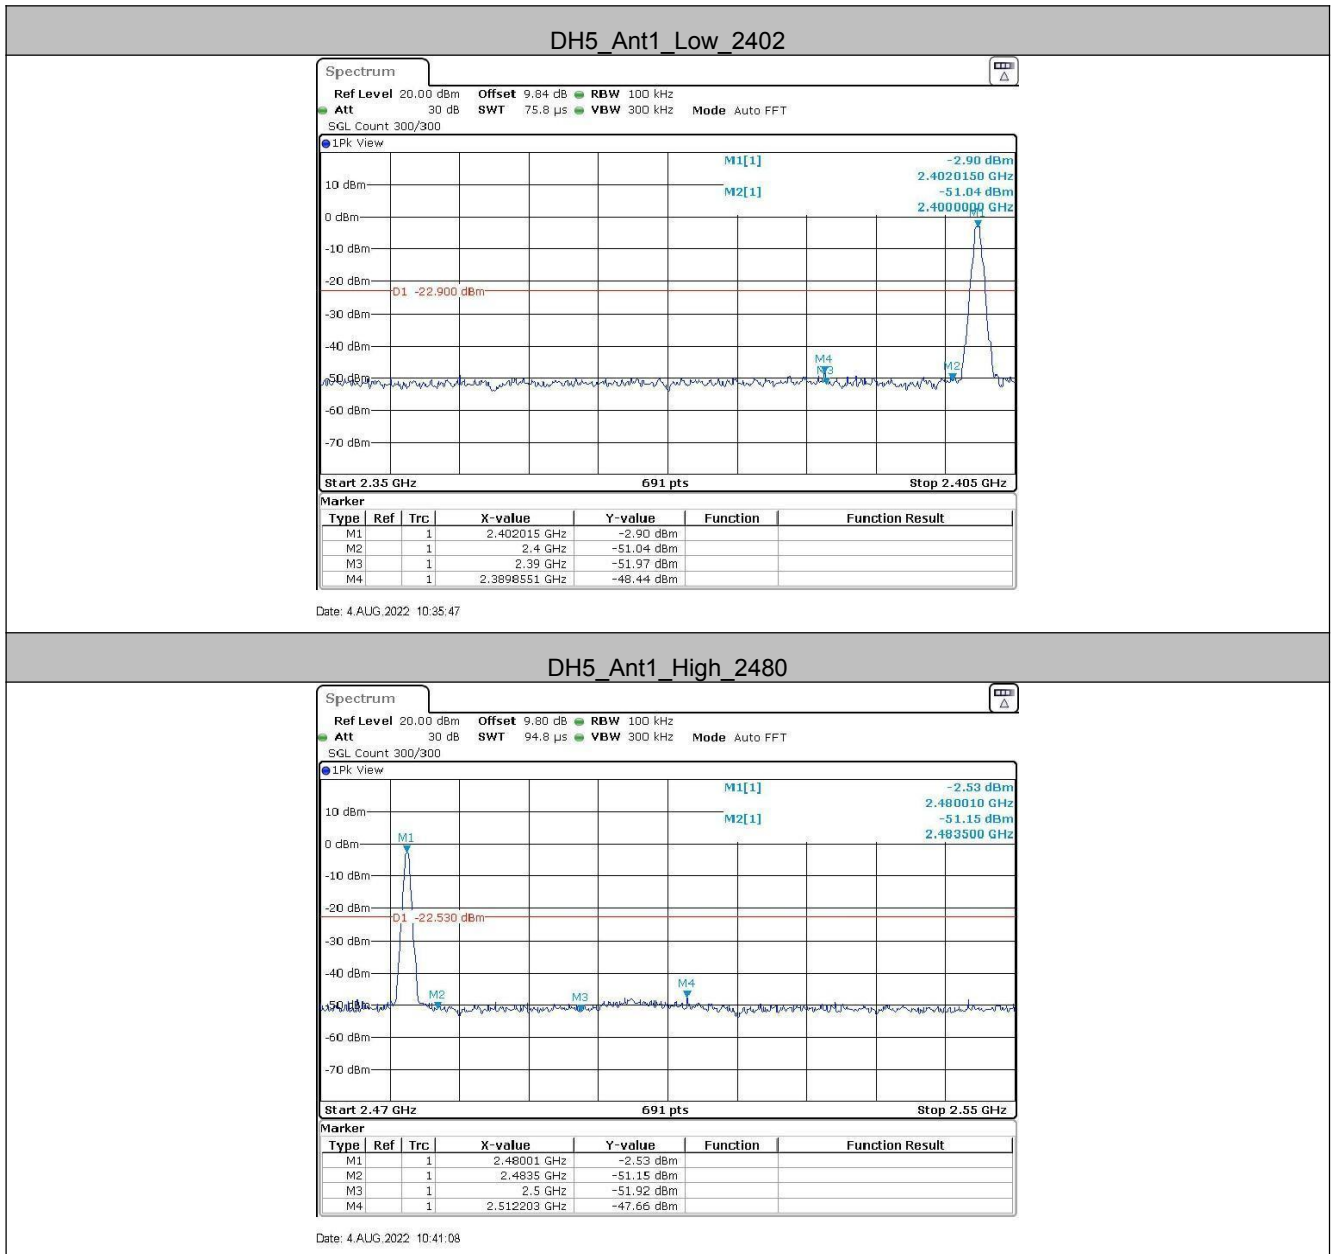 DH5_Ant1_Low_2402
Spectrum
Ref Level 20.00 dBm Offset 9.84 dB RBW 100 kHz
Att 30 dB SWT 75.8 µs VBW 300 kHz Mode Auto FFT
SGL Count 300/300
1Pk View
M1[1] -2.90 dBm
2.4020150 GHz
M2[1] -51.04 dBm
2.4000000 GHz
M1
10 dBm
0 dBm
-10 dBm
-20 dBm
D1 -22.900 dBm
-30 dBm
-40 dBm
M4
M3
M2
-50 dBm
-60 dBm
-70 dBm
Start 2.35 GHz 691 pts Stop 2.405 GHz
Marker
Type Ref Trc X-value Y-value Function Function Result
M1 1 2.402015 GHz -2.90 dBm
M2 1 2.4 GHz -51.04 dBm
M3 1 2.39 GHz -51.97 dBm
M4 1 2.3898551 GHz -48.44 dBm
Date: 4.AUG.2022 10:35:47
DH5_Ant1_High_2480
Spectrum
Ref Level 20.00 dBm Offset 9.80 dB RBW 100 kHz
Att 30 dB SWT 94.8 µs VBW 300 kHz Mode Auto FFT
SGL Count 300/300
1Pk View
M1[1] -2.53 dBm
2.480010 GHz
M2[1] -51.15 dBm
2.483500 GHz
10 dBm
M1
0 dBm
-10 dBm
-20 dBm
D1 -22.530 dBm
-30 dBm
-40 dBm
M2
M3
M4
-50 dBm
-60 dBm
-70 dBm
Start 2.47 GHz 691 pts Stop 2.55 GHz
Marker
Type Ref Trc X-value Y-value Function Function Result
M1 1 2.48001 GHz -2.53 dBm
M2 1 2.4835 GHz -51.15 dBm
M3 1 2.5 GHz -51.92 dBm
M4 1 2.512203 GHz -47.66 dBm
Date: 4.AUG.2022 10:41:08